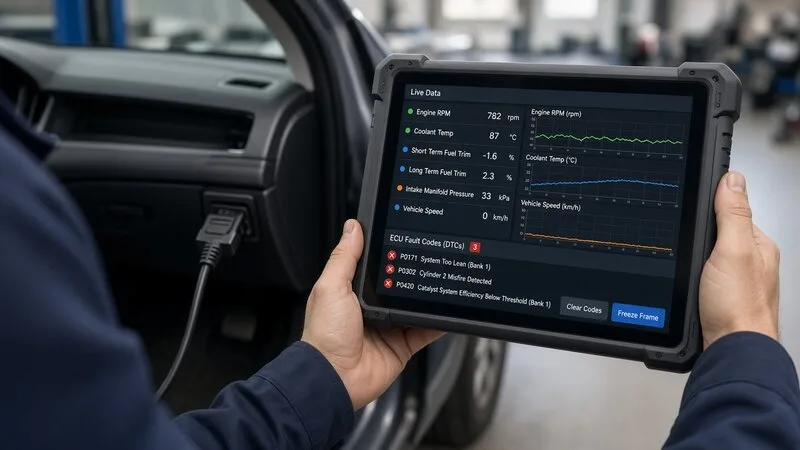 Live Data
Engine RPM 782 rpm
Coolant Temp 87 °C
Short Term Fuel Trim -1.6 %
Long Term Fuel Trim 2.3 %
Intake Manifold Pressure 33 kPa
Vehicle Speed 0 km/h
Engine RPM (rpm)
Coolant Temp (°C)
Vehicle Speed (km/h)
ECU Fault Codes (DTCs) 3
P0171 System Too Lean (Bank 1)
P0302 Cylinder 2 Misfire Detected
P0420 Catalyst System Efficiency Below Threshold (Bank 1)
Clear Codes
Freeze Frame